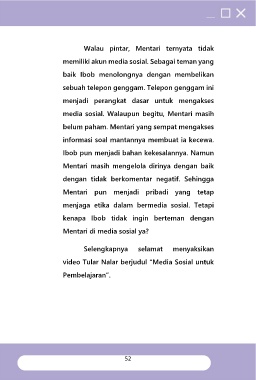 Walau pintar, Mentari ternyata tidak
memiliki akun media sosial. Sebagai teman yang
baik Ibob menolongnya dengan membelikan
sebuah telepon genggam. Telepon genggam ini
menjadi perangkat dasar untuk mengakses
media sosial. Walaupun begitu, Mentari masih
belum paham. Mentari yang sempat mengakses
informasi soal mantannya membuat ia kecewa.
Ibob pun menjadi bahan kekesalannya. Namun
Mentari masih mengelola dirinya dengan baik
dengan tidak berkomentar negatif. Sehingga
Mentari pun menjadi pribadi yang tetap
menjaga etika dalam bermedia sosial. Tetapi
kenapa Ibob tidak ingin berteman dengan
Mentari di media sosial ya?
Selengkapnya selamat menyaksikan
video Tular Nalar berjudul "Media Sosial untuk
Pembelajaran".
52